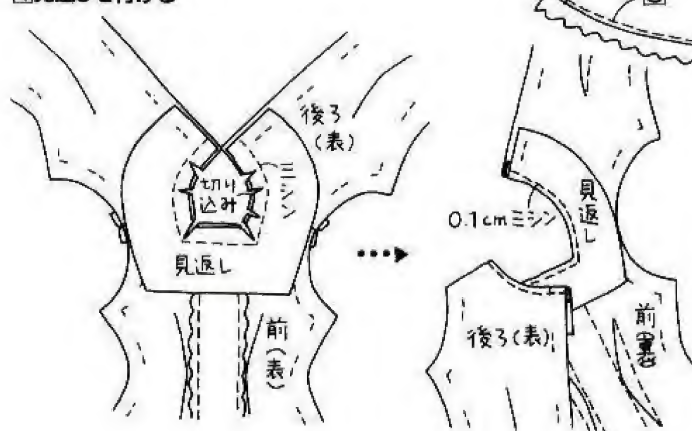 後ろ
(表)
ミシン
切り
込み
見返し
前
(表)
見返し
0.1cmミシン
後ろ(表)
前
(裏)